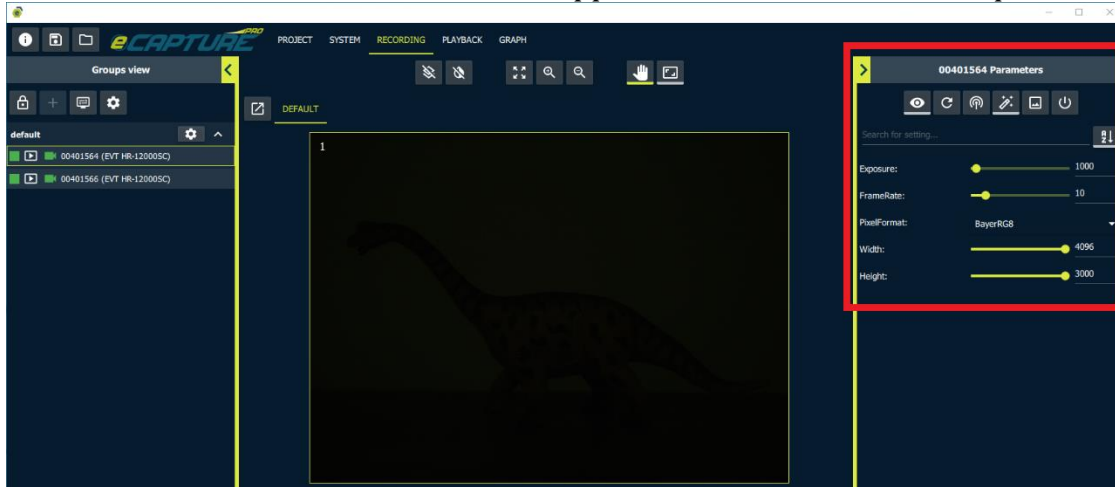 eCAPTURE PRO PROJECT SYSTEM RECORDING PLAYBACK GRAPH
Groups view
00401564 Parameters
DEFAULT
default
Search for setting...
1
00401564 (EVT HR-12000SC)
00401566 (EVT HR-12000SC)
Exposure: 1000
FrameRate: 10
PixelFormat: BayerRG8
Width: 4096
Height: 3000